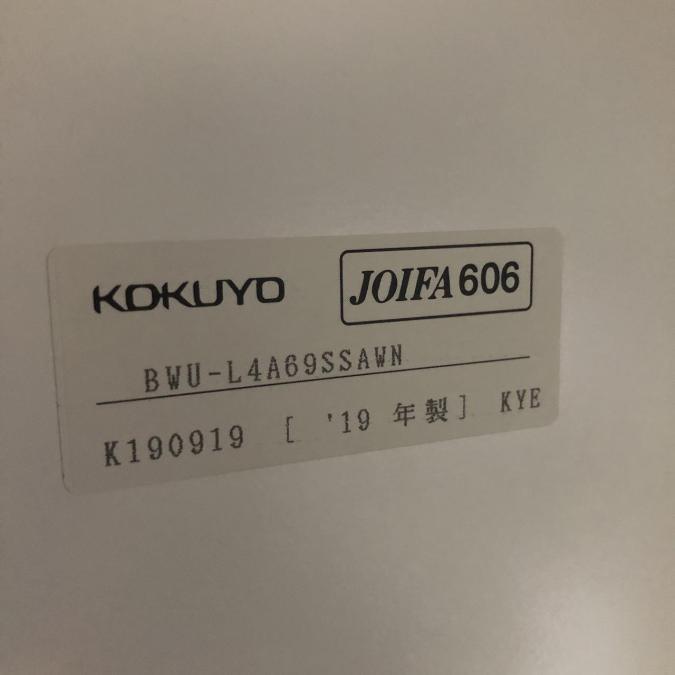 KOKUYO JOIFA606
BWU-L4A69SSAWN
K190919 [ '19 年製] KYE